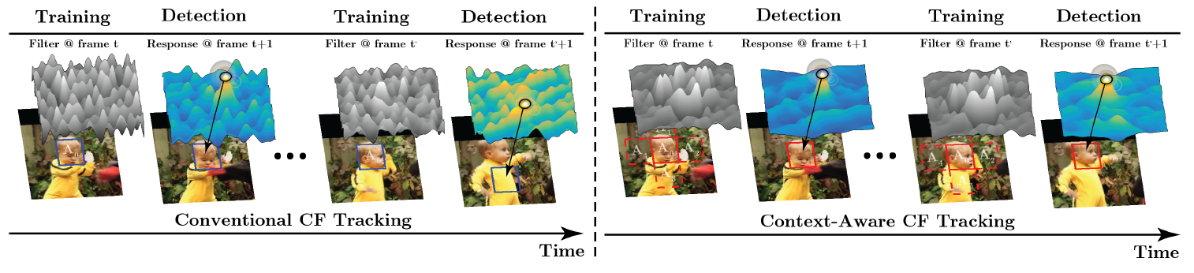 Training Detection Training Detection
Filter @ frame t Response @ frame t+1 Filter @ frame t' Response @ frame t'+1
Conventional CF Tracking
Time
Training Detection Training Detection
Filter @ frame t Response @ frame t+1 Filter @ frame t' Response @ frame t'+1
Context-Aware CF Tracking
Time